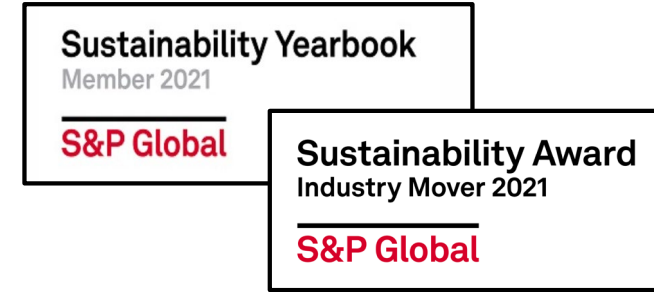 Sustainability Yearbook
Member 2021
S&P Global
Sustainability Award
Industry Mover 2021
S&P Global